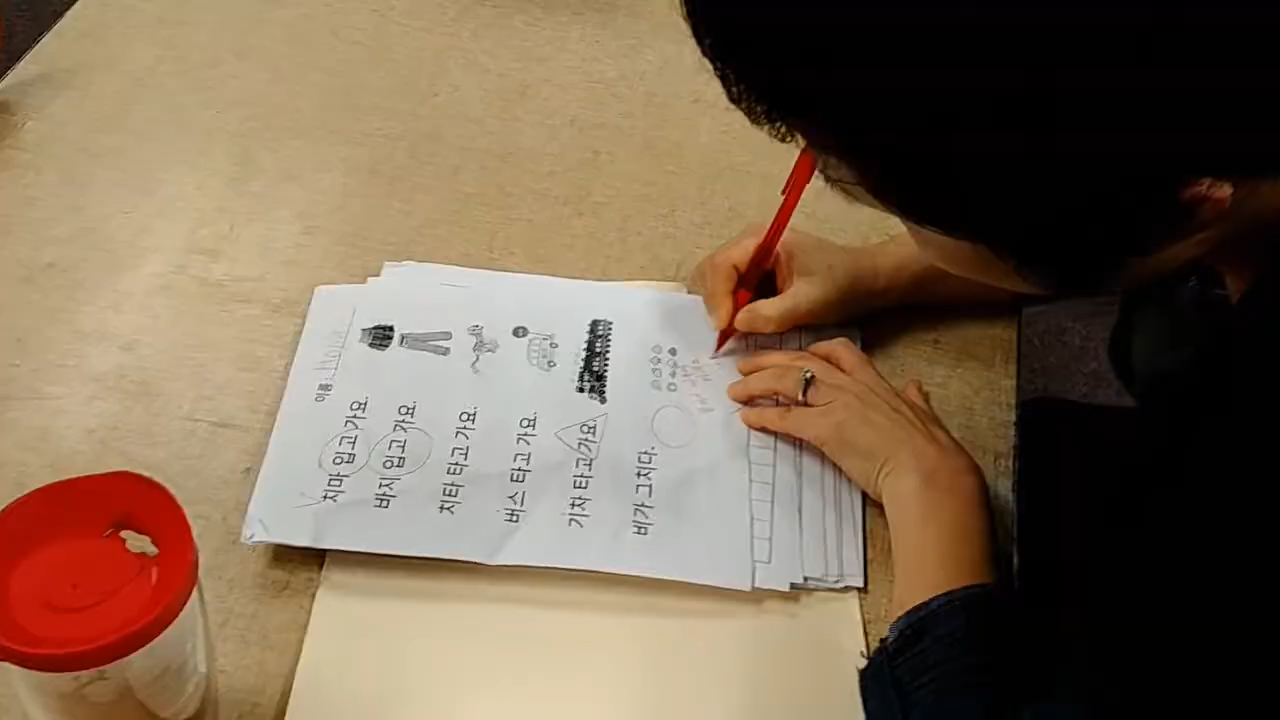 이름:
치마 입고 가요.
바지 입고 가요.
치타 타고 가요.
버스 타고 가요.
기차 타고 가요.
비가 그치다.